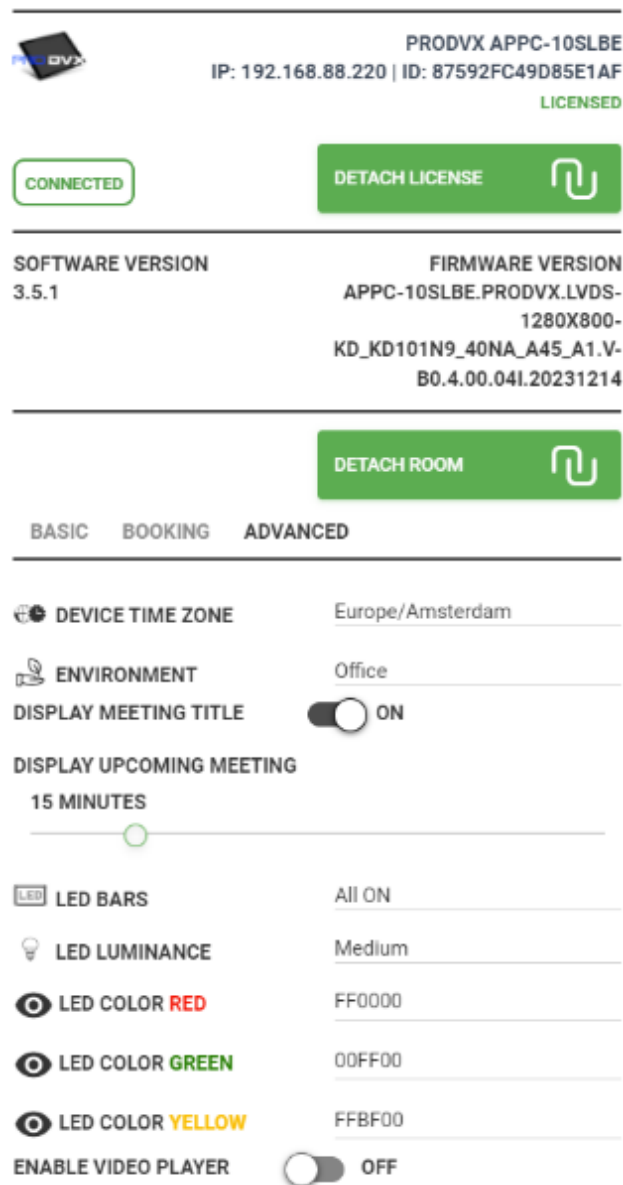 PRODVX
PRODVX APPC-10SLBE
IP: 192.168.88.220 | ID: 87592FC49D85E1AF
LICENSED
CONNECTED
DETACH LICENSE
SOFTWARE VERSION
3.5.1
FIRMWARE VERSION
APPC-10SLBE.PRODVX.LVDS-
1280X800-
KD_KD101N9_40NA_A45_A1.V-
B0.4.00.04I.20231214
DETACH ROOM
BASIC BOOKING ADVANCED
DEVICE TIME ZONE Europe/Amsterdam
ENVIRONMENT Office
DISPLAY MEETING TITLE ON
DISPLAY UPCOMING MEETING
15 MINUTES
LED LED BARS All ON
LED LUMINANCE Medium
LED COLOR RED FF0000
LED COLOR GREEN 00FF00
LED COLOR YELLOW FFBF00
ENABLE VIDEO PLAYER OFF